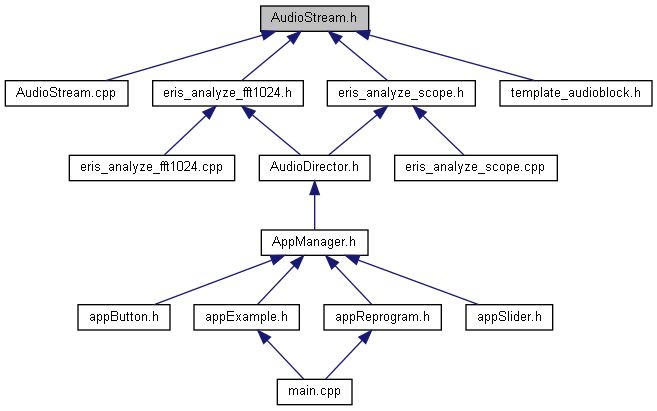 AudioStream.h
AudioStream.cpp
eris_analyze_fft1024.h
eris_analyze_scope.h
template_audioblock.h
eris_analyze_fft1024.cpp
AudioDirector.h
eris_analyze_scope.cpp
AppManager.h
appButton.h
appExample.h
appReprogram.h
appSlider.h
main.cpp